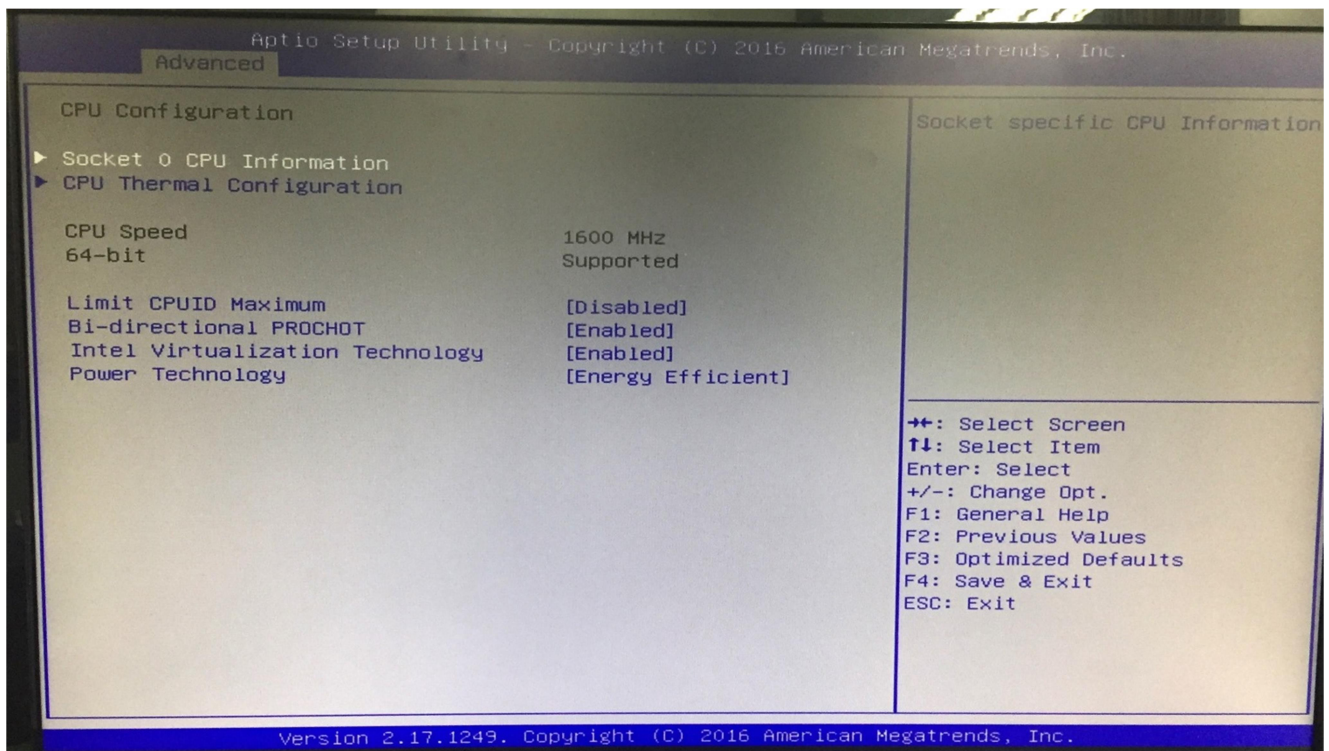 Aptio Setup Utility - Copyright (C) 2016 American Megatrends, Inc.
Advanced
CPU Configuration
Socket specific CPU Information
▶ Socket 0 CPU Information
▶ CPU Thermal Configuration
CPU Speed 1600 MHz
64-bit Supported
Limit CPUID Maximum [Disabled]
Bi-directional PROCHOT [Enabled]
Intel Virtualization Technology [Enabled]
Power Technology [Energy Efficient]
→←: Select Screen
↑↓: Select Item
Enter: Select
+/-: Change Opt.
F1: General Help
F2: Previous Values
F3: Optimized Defaults
F4: Save & Exit
ESC: Exit
Version 2.17.1249. Copyright (C) 2016 American Megatrends, Inc.